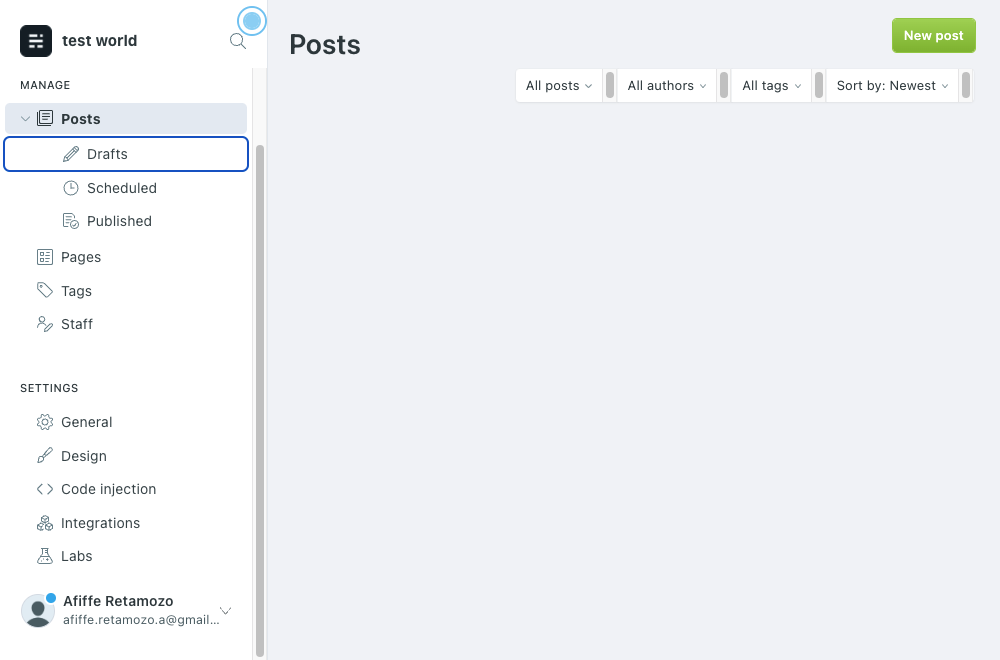 test world
MANAGE
Posts
Drafts
Scheduled
Published
Pages
Tags
Staff
SETTINGS
General
Design
Code injection
Integrations
Labs
Afiffe Retamozo
afiffe.retamozo.a@gmail...
Posts
New post
All posts
All authors
All tags
Sort by: Newest